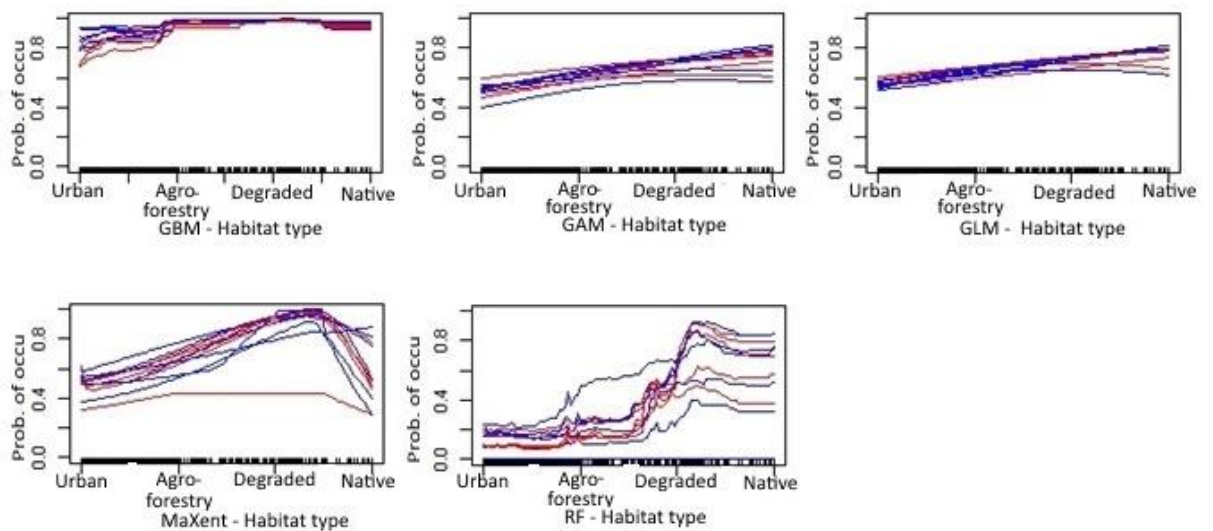 Prob. of occu
0.8
0.4
0.0
Urban Agro-forestry Degraded Native
GBM - Habitat type
Prob. of occu
0.8
0.4
0.0
Urban Agro-forestry Degraded Native
GAM - Habitat type
Prob. of occu
0.8
0.4
0.0
Urban Agro-forestry Degraded Native
GLM - Habitat type
Prob. of occu
0.8
0.4
0.0
Urban Agro-forestry Degraded Native
MaXent - Habitat type
Prob. of occu
0.8
0.4
0.0
Urban Agro-forestry Degraded Native
RF - Habitat type